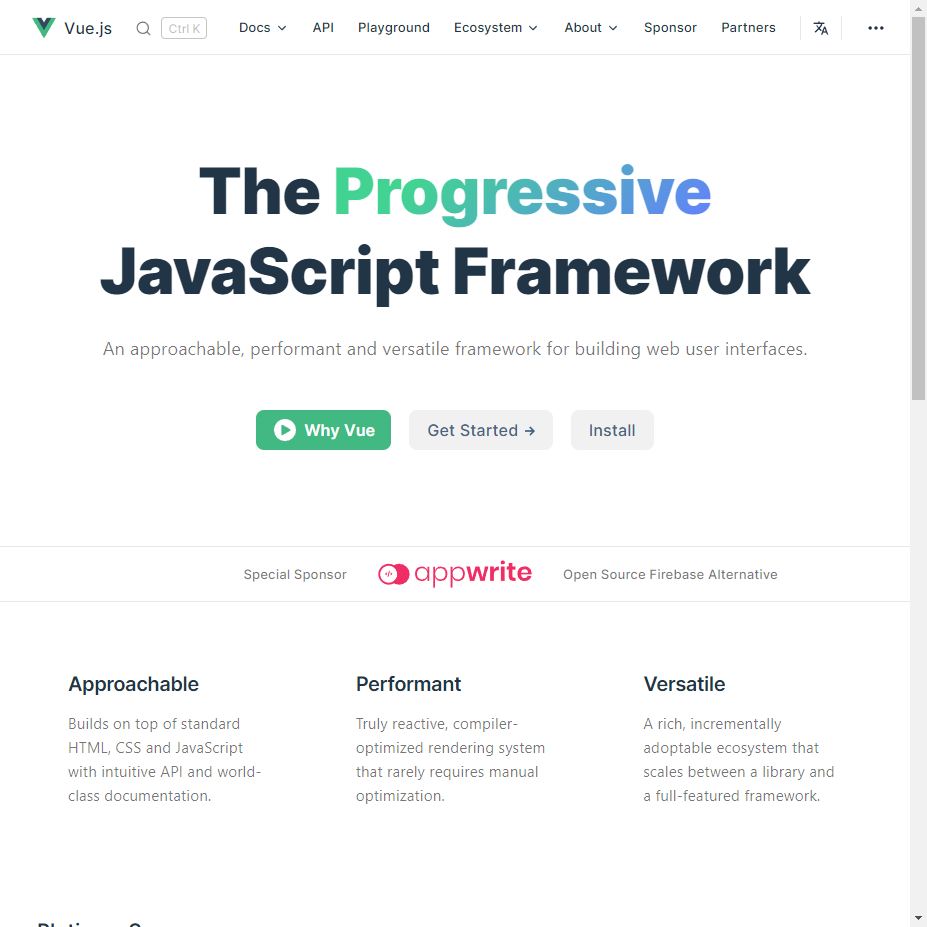 Vue.js Ctrl K Docs API Playground Ecosystem About Sponsor Partners
The Progressive
JavaScript Framework
An approachable, performant and versatile framework for building web user interfaces.
Why Vue Get Started → Install
Special Sponsor appwrite Open Source Firebase Alternative
Approachable
Builds on top of standard
HTML, CSS and JavaScript
with intuitive API and world-
class documentation.
Performant
Truly reactive, compiler-
optimized rendering system
that rarely requires manual
optimization.
Versatile
A rich, incrementally
adoptable ecosystem that
scales between a library and
a full-featured framework.